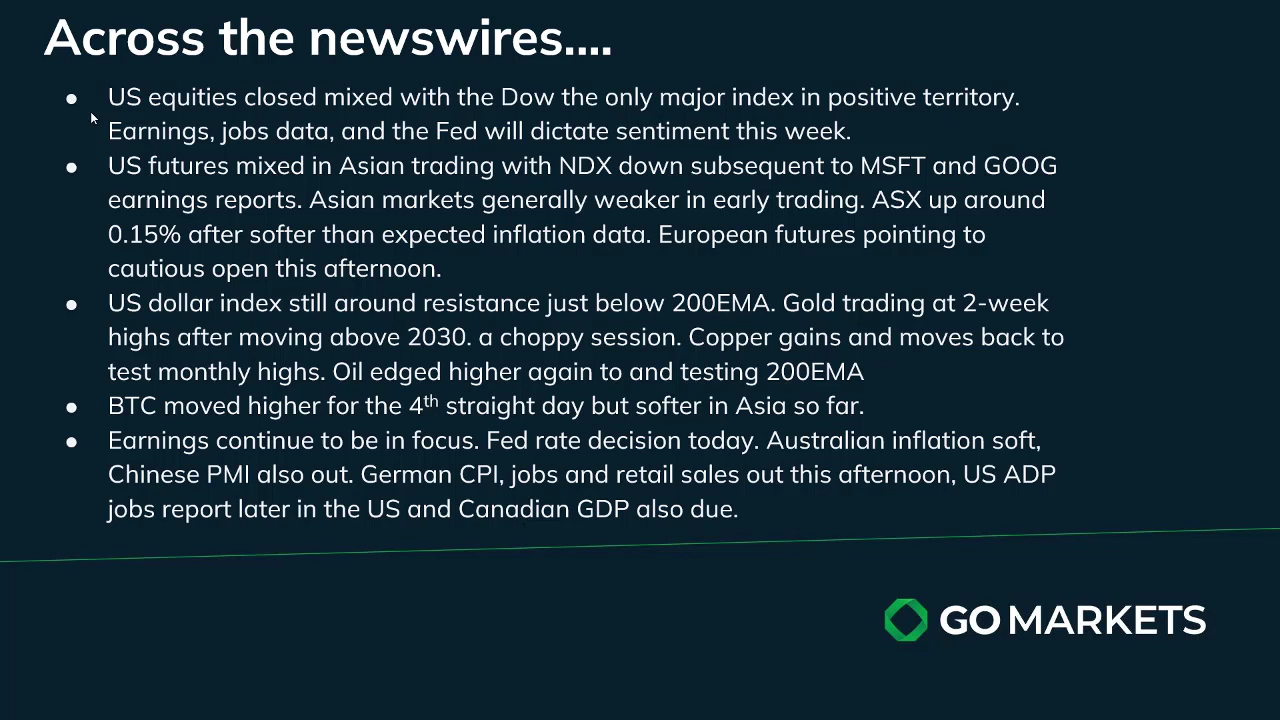 Across the newswires....
● US equities closed mixed with the Dow the only major index in positive territory.
Earnings, jobs data, and the Fed will dictate sentiment this week.
● US futures mixed in Asian trading with NDX down subsequent to MSFT and GOOG
earnings reports. Asian markets generally weaker in early trading. ASX up around
0.15% after softer than expected inflation data. European futures pointing to
cautious open this afternoon.
● US dollar index still around resistance just below 200EMA. Gold trading at 2-week
highs after moving above 2030. a choppy session. Copper gains and moves back to
test monthly highs. Oil edged higher again to and testing 200EMA
● BTC moved higher for the 4th straight day but softer in Asia so far.
● Earnings continue to be in focus. Fed rate decision today. Australian inflation soft,
Chinese PMI also out. German CPI, jobs and retail sales out this afternoon, US ADP
jobs report later in the US and Canadian GDP also due.
GO MARKETS